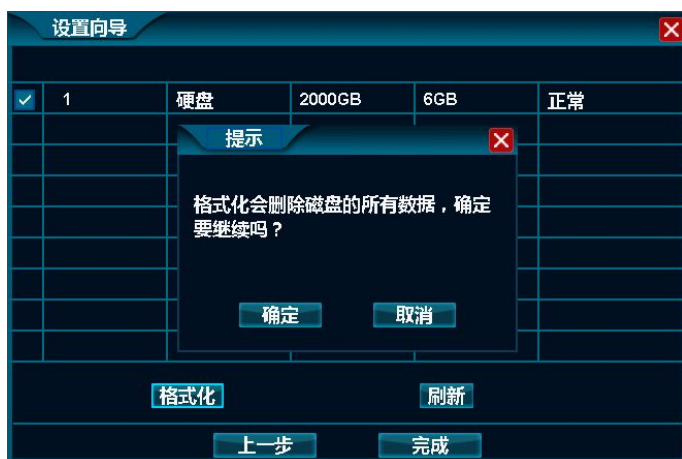 设置向导
1 硬盘 2000GB 6GB 正常
提示
格式化会删除磁盘的所有数据，确定
要继续吗？
确定 取消
格式化 刷新
上一步 完成